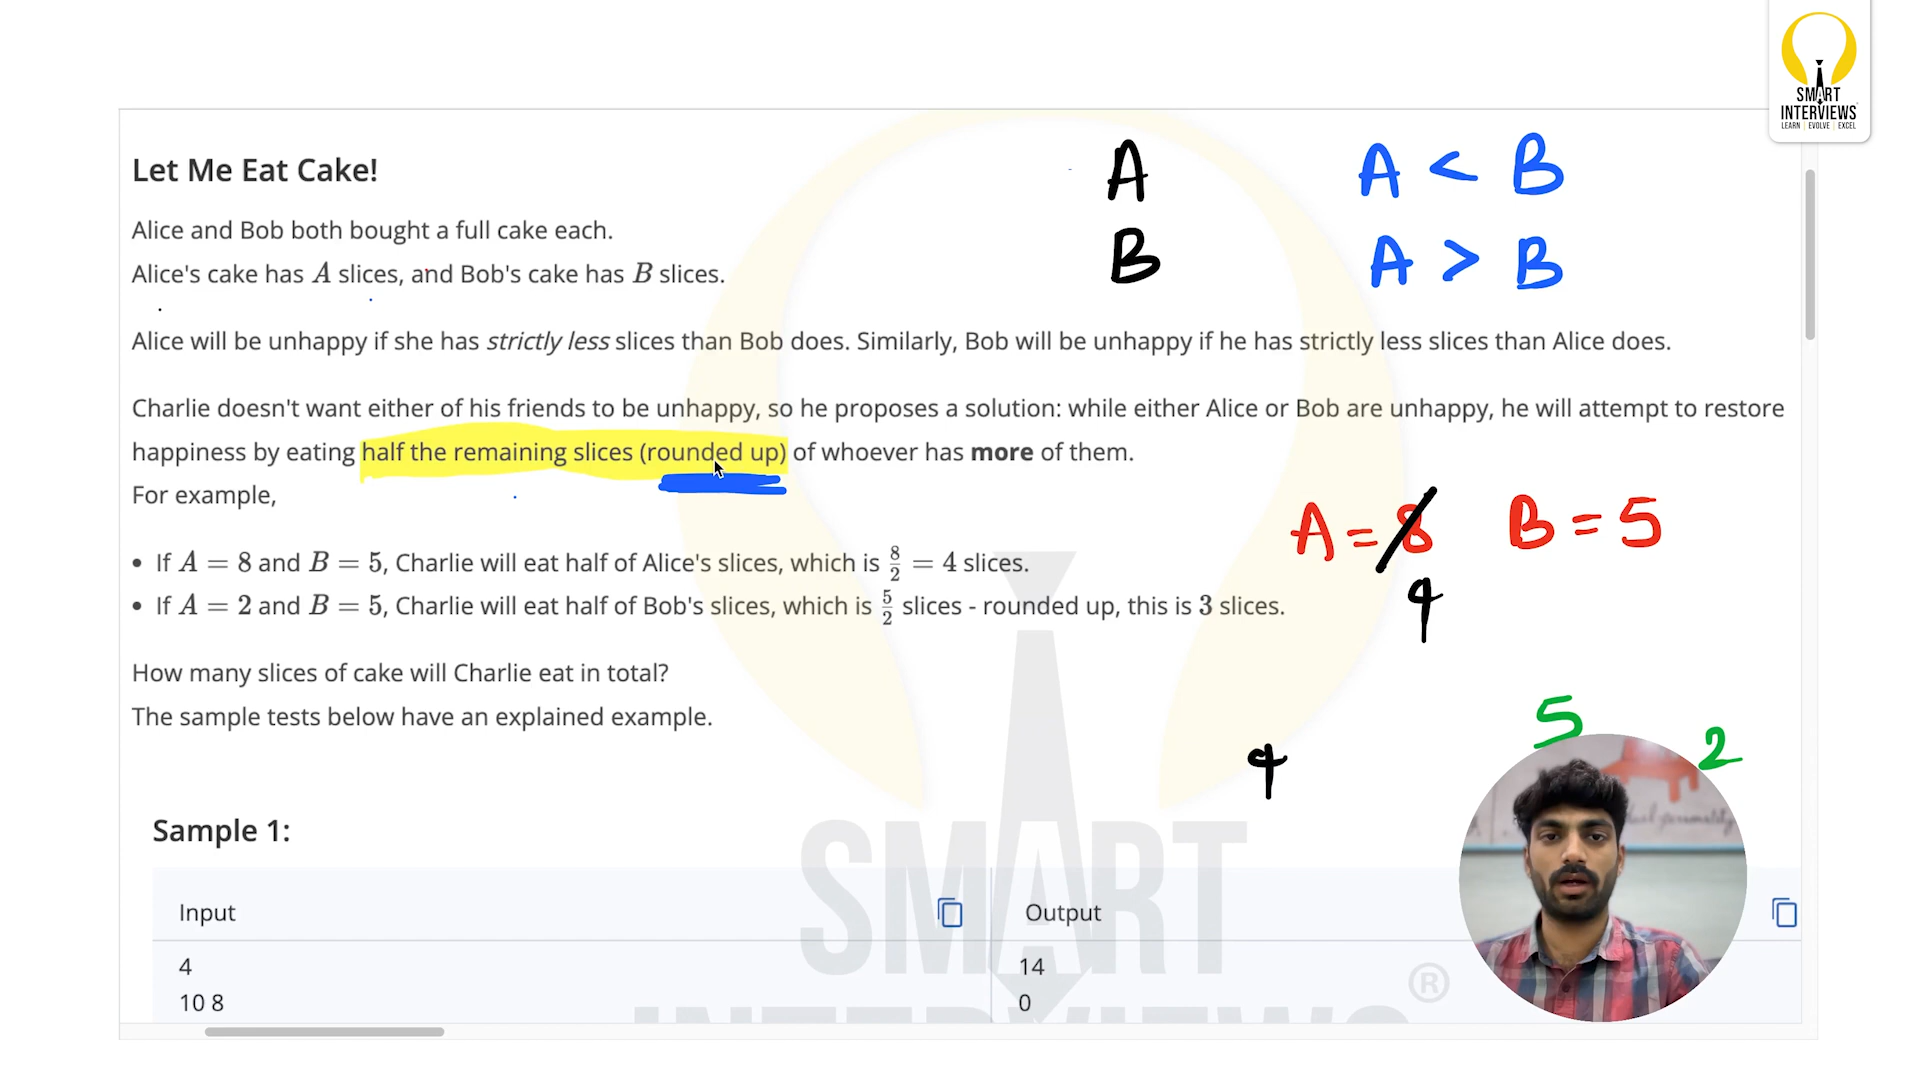 SMART
INTERVIEWS
LEARN | EVOLVE | EXCEL
Let Me Eat Cake!
A
A < B
B
A > B
Alice and Bob both bought a full cake each.
Alice's cake has A slices, and Bob's cake has B slices.
Alice will be unhappy if she has strictly less slices than Bob does. Similarly, Bob will be unhappy if he has strictly less slices than Alice does.
Charlie doesn't want either of his friends to be unhappy, so he proposes a solution: while either Alice or Bob are unhappy, he will attempt to restore
happiness by eating half the remaining slices (rounded up) of whoever has more of them.
For example,
A = 8 B = 5
4
• If A = 8 and B = 5, Charlie will eat half of Alice's slices, which is 8/2 = 4 slices.
• If A = 2 and B = 5, Charlie will eat half of Bob's slices, which is 5/2 slices - rounded up, this is 3 slices.
How many slices of cake will Charlie eat in total?
The sample tests below have an explained example.
5
2
4
Sample 1:
Input
Output
4
14
10 8
0
SMART
INTERVIEWS
®